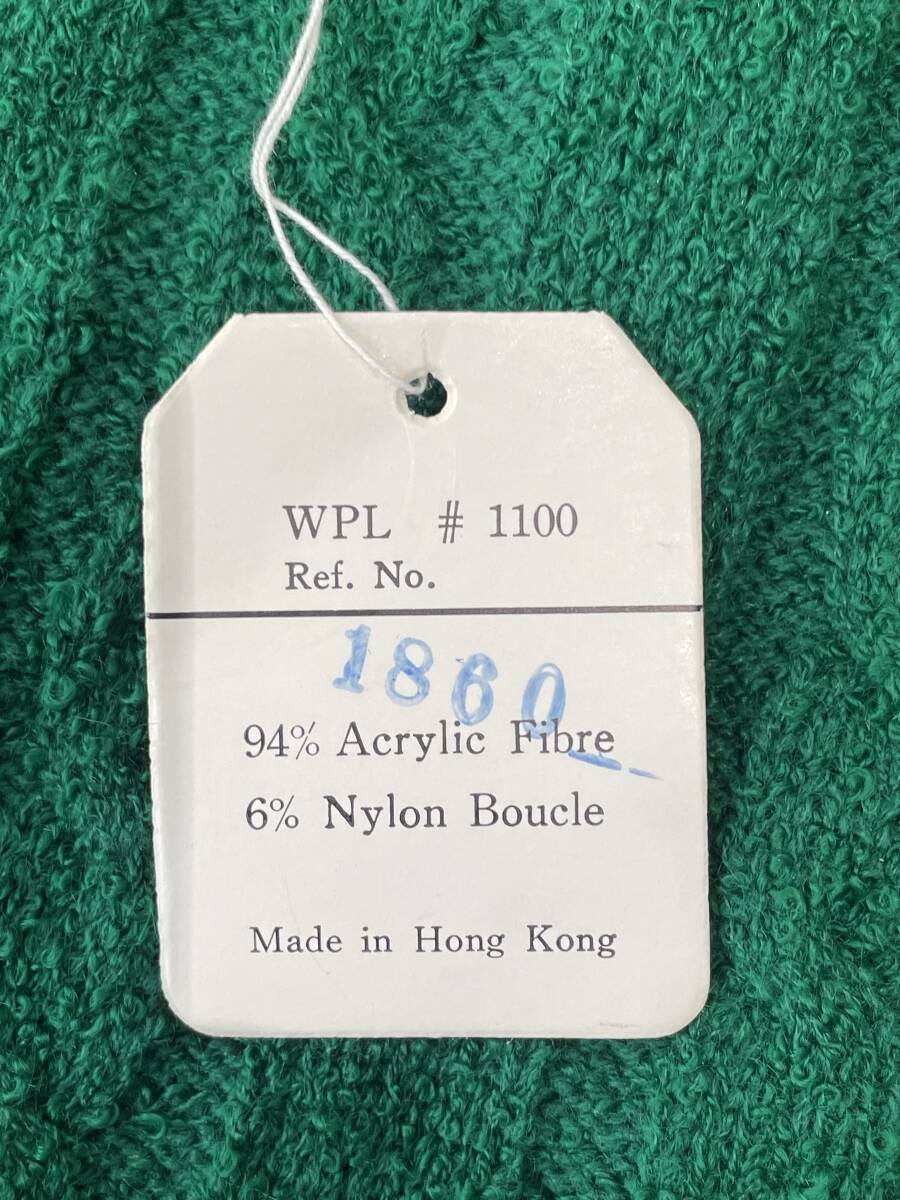 WPL # 1100
Ref. No.
1860
94% Acrylic Fibre
6% Nylon Boucle
Made in Hong Kong